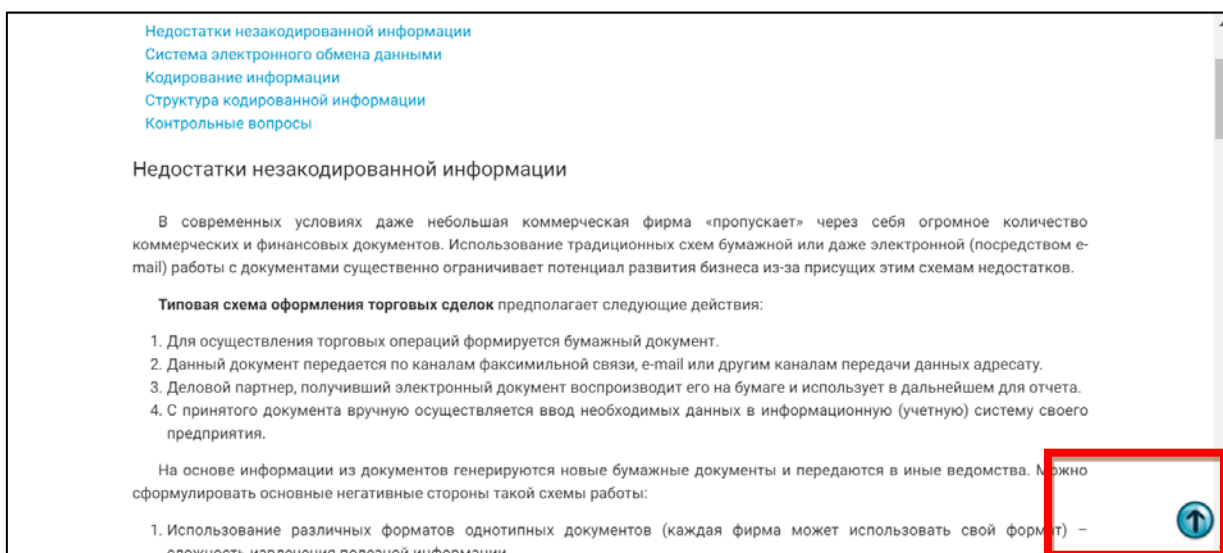 Недостатки незакодированной информации
Система электронного обмена данными
Кодирование информации
Структура кодированной информации
Контрольные вопросы
Недостатки незакодированной информации
В современных условиях даже небольшая коммерческая фирма «пропускает» через себя огромное количество
коммерческих и финансовых документов. Использование традиционных схем бумажной или даже электронной (посредством e-
mail) работы с документами существенно ограничивает потенциал развития бизнеса из-за присущих этим схемам недостатков.
Типовая схема оформления торговых сделок предполагает следующие действия:
1. Для осуществления торговых операций формируется бумажный документ.
2. Данный документ передается по каналам факсимильной связи, e-mail или другим каналам передачи данных адресату.
3. Деловой партнер, получивший электронный документ воспроизводит его на бумаге и использует в дальнейшем для отчета.
4. С принятого документа вручную осуществляется ввод необходимых данных в информационную (учетную) систему своего
предприятия.
На основе информации из документов генерируются новые бумажные документы и передаются в иные ведомства. Можно
сформулировать основные негативные стороны такой схемы работы:
1. Использование различных форматов однотипных документов (каждая фирма может использовать свой формат) –
сложность извлечения полезной информации